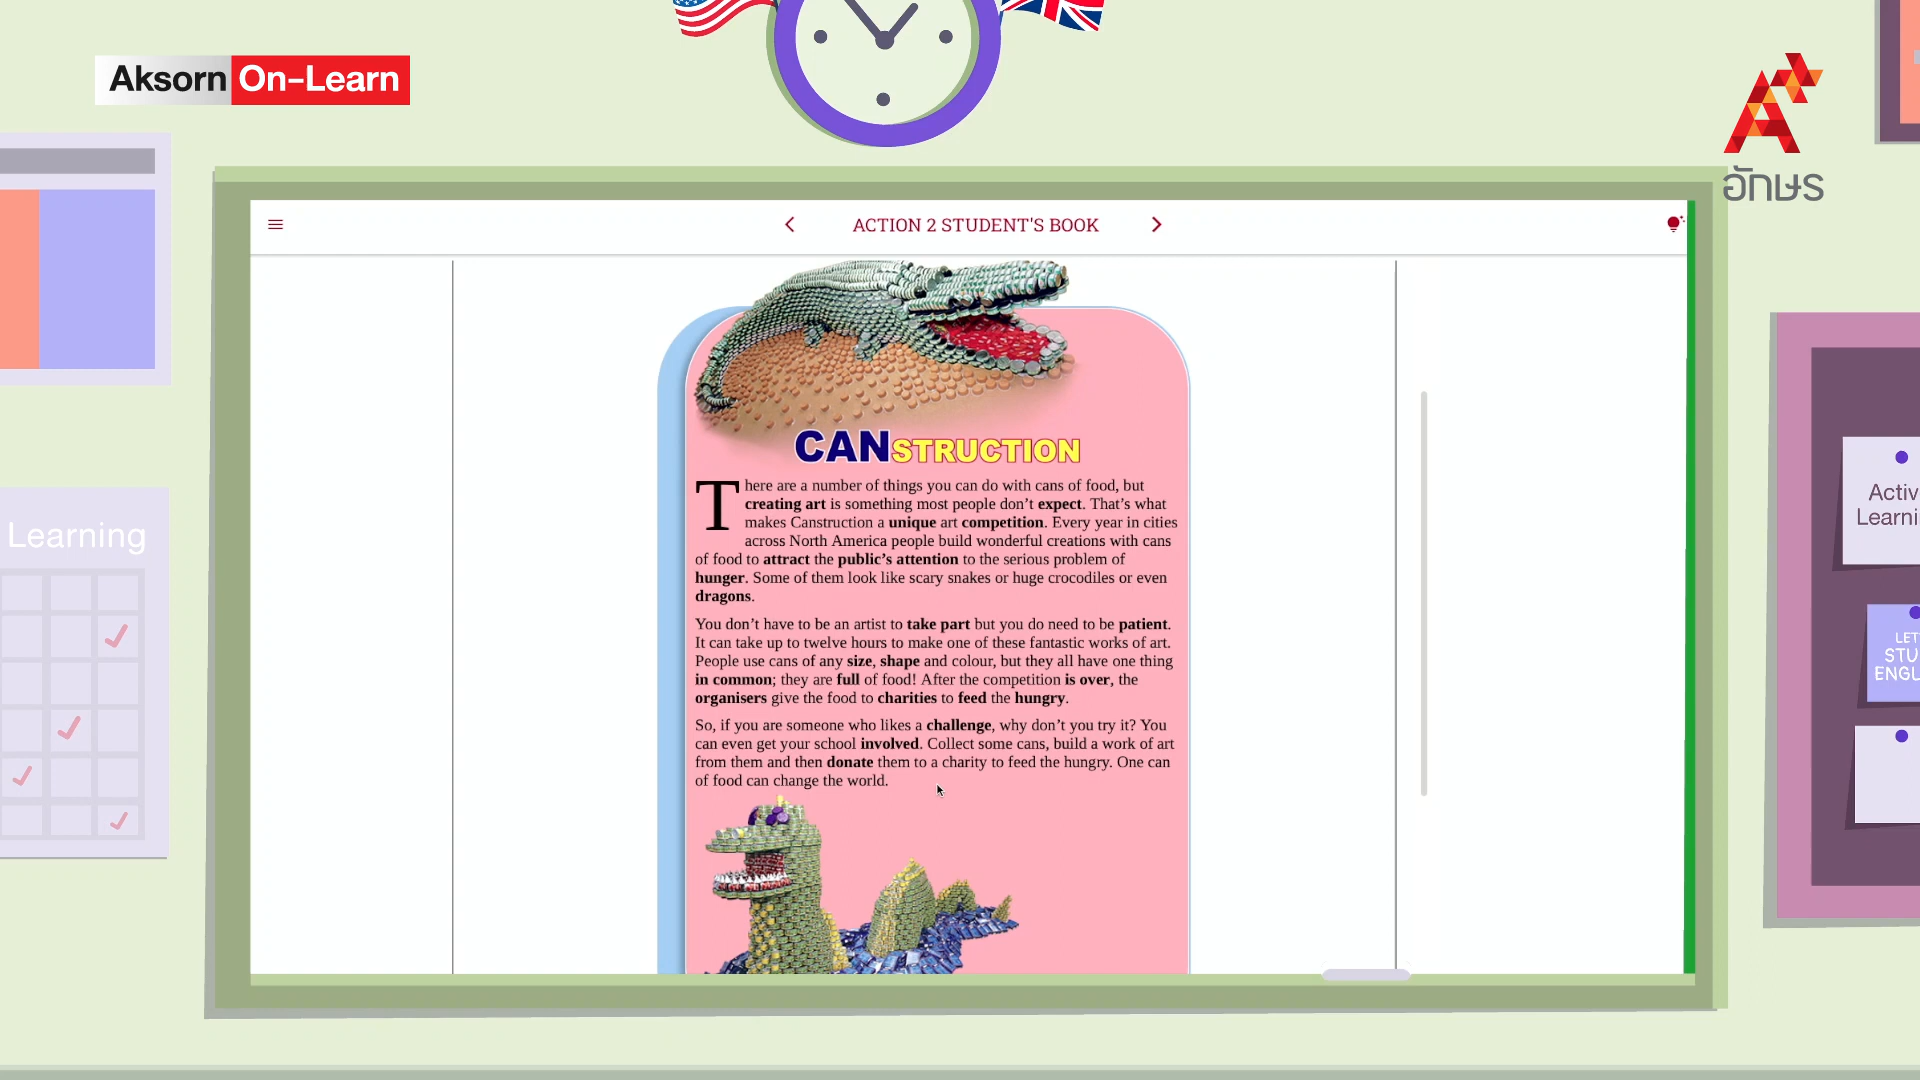 Aksorn On-Learn
อักษร
ACTION 2 STUDENT'S BOOK
CANSTRUCTION
There are a number of things you can do with cans of food, but
creating art is something most people don’t expect. That’s what
makes Canstruction a unique art competition. Every year in cities
across North America people build wonderful creations with cans
of food to attract the public’s attention to the serious problem of
hunger. Some of them look like scary snakes or huge crocodiles or even
dragons.
You don’t have to be an artist to take part but you do need to be patient.
It can take up to twelve hours to make one of these fantastic works of art.
People use cans of any size, shape and colour, but they all have one thing
in common; they are full of food! After the competition is over, the
organisers give the food to charities to feed the hungry.
So, if you are someone who likes a challenge, why don’t you try it? You
can even get your school involved. Collect some cans, build a work of art
from them and then donate them to a charity to feed the hungry. One can
of food can change the world.
Learning
Activ
Learni
LET
STU
ENGL